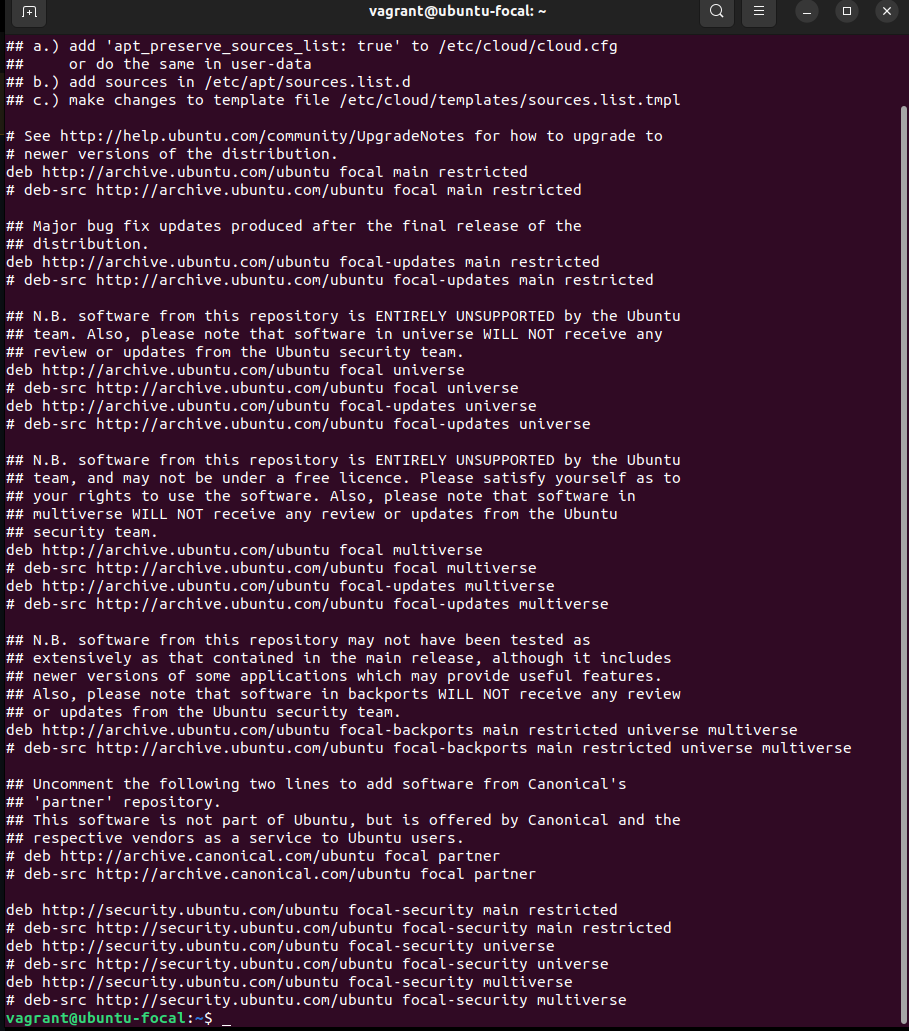 vagrant@ubuntu-focal: ~
## a.) add 'apt_preserve_sources_list: true' to /etc/cloud/cloud.cfg
##     or do the same in user-data
## b.) add sources in /etc/apt/sources.list.d
## c.) make changes to template file /etc/cloud/templates/sources.list.tmpl

# See http://help.ubuntu.com/community/UpgradeNotes for how to upgrade to
# newer versions of the distribution.
deb http://archive.ubuntu.com/ubuntu focal main restricted
# deb-src http://archive.ubuntu.com/ubuntu focal main restricted

## Major bug fix updates produced after the final release of the
## distribution.
deb http://archive.ubuntu.com/ubuntu focal-updates main restricted
# deb-src http://archive.ubuntu.com/ubuntu focal-updates main restricted

## N.B. software from this repository is ENTIRELY UNSUPPORTED by the Ubuntu
## team. Also, please note that software in universe WILL NOT receive any
## review or updates from the Ubuntu security team.
deb http://archive.ubuntu.com/ubuntu focal universe
# deb-src http://archive.ubuntu.com/ubuntu focal universe
deb http://archive.ubuntu.com/ubuntu focal-updates universe
# deb-src http://archive.ubuntu.com/ubuntu focal-updates universe

## N.B. software from this repository is ENTIRELY UNSUPPORTED by the Ubuntu
## team, and may not be under a free licence. Please satisfy yourself as to
## your rights to use the software. Also, please note that software in
## multiverse WILL NOT receive any review or updates from the Ubuntu
## security team.
deb http://archive.ubuntu.com/ubuntu focal multiverse
# deb-src http://archive.ubuntu.com/ubuntu focal multiverse
deb http://archive.ubuntu.com/ubuntu focal-updates multiverse
# deb-src http://archive.ubuntu.com/ubuntu focal-updates multiverse

## N.B. software from this repository may not have been tested as
## extensively as that contained in the main release, although it includes
## newer versions of some applications which may provide useful features.
## Also, please note that software in backports WILL NOT receive any review
## or updates from the Ubuntu security team.
deb http://archive.ubuntu.com/ubuntu focal-backports main restricted universe multiverse
# deb-src http://archive.ubuntu.com/ubuntu focal-backports main restricted universe multiverse

## Uncomment the following two lines to add software from Canonical's
## 'partner' repository.
## This software is not part of Ubuntu, but is offered by Canonical and the
## respective vendors as a service to Ubuntu users.
# deb http://archive.canonical.com/ubuntu focal partner
# deb-src http://archive.canonical.com/ubuntu focal partner

deb http://security.ubuntu.com/ubuntu focal-security main restricted
# deb-src http://security.ubuntu.com/ubuntu focal-security main restricted
deb http://security.ubuntu.com/ubuntu focal-security universe
# deb-src http://security.ubuntu.com/ubuntu focal-security universe
deb http://security.ubuntu.com/ubuntu focal-security multiverse
# deb-src http://security.ubuntu.com/ubuntu focal-security multiverse
vagrant@ubuntu-focal:~$ _